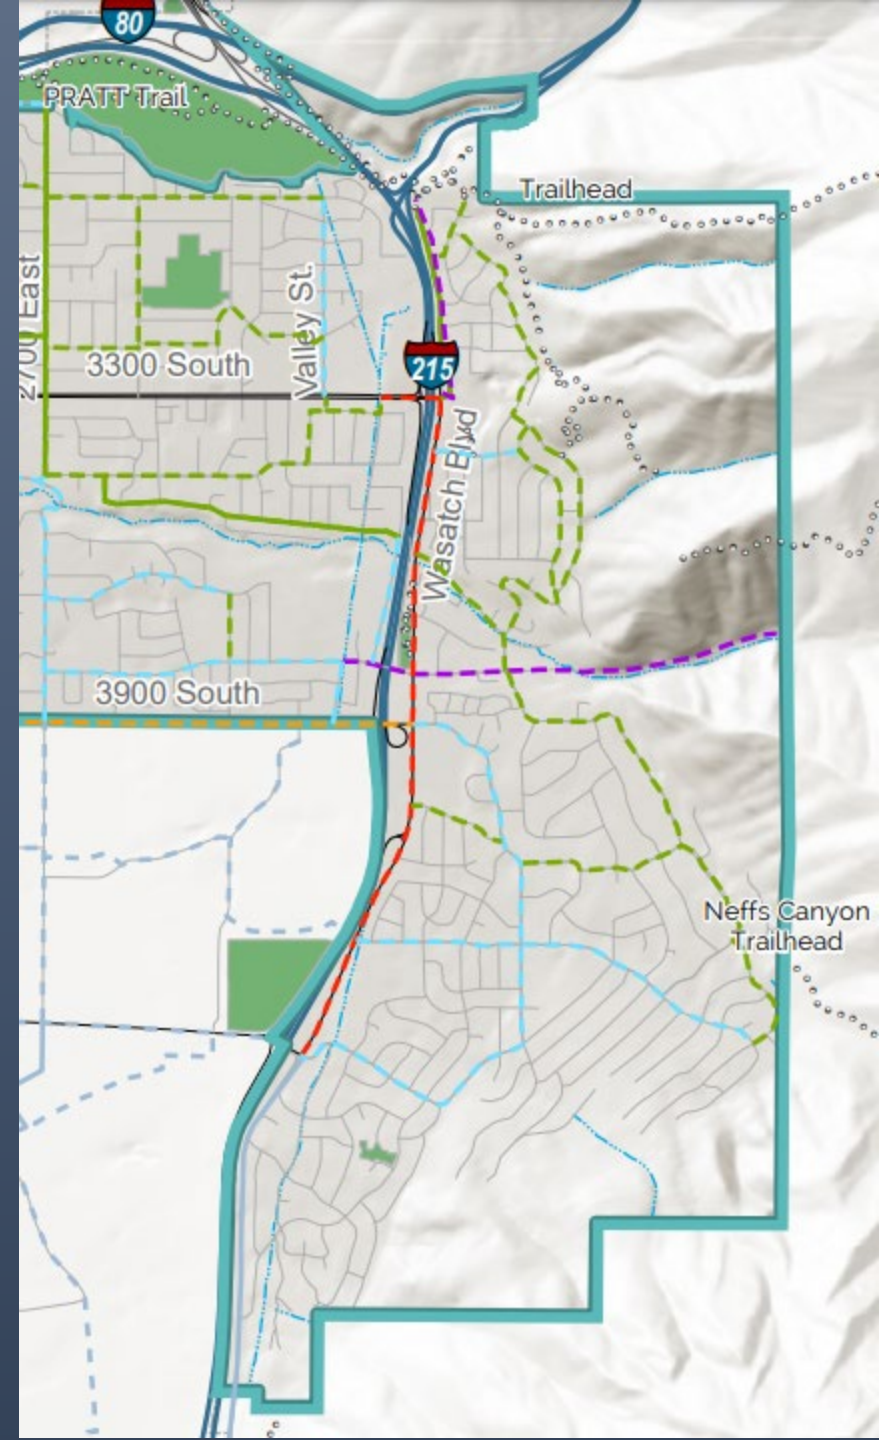 80
PRATT Trail
Trailhead
2700 East
Valley St.
3300 South
215
Wasatch Blvd
3900 South
Neffs Canyon
Trailhead